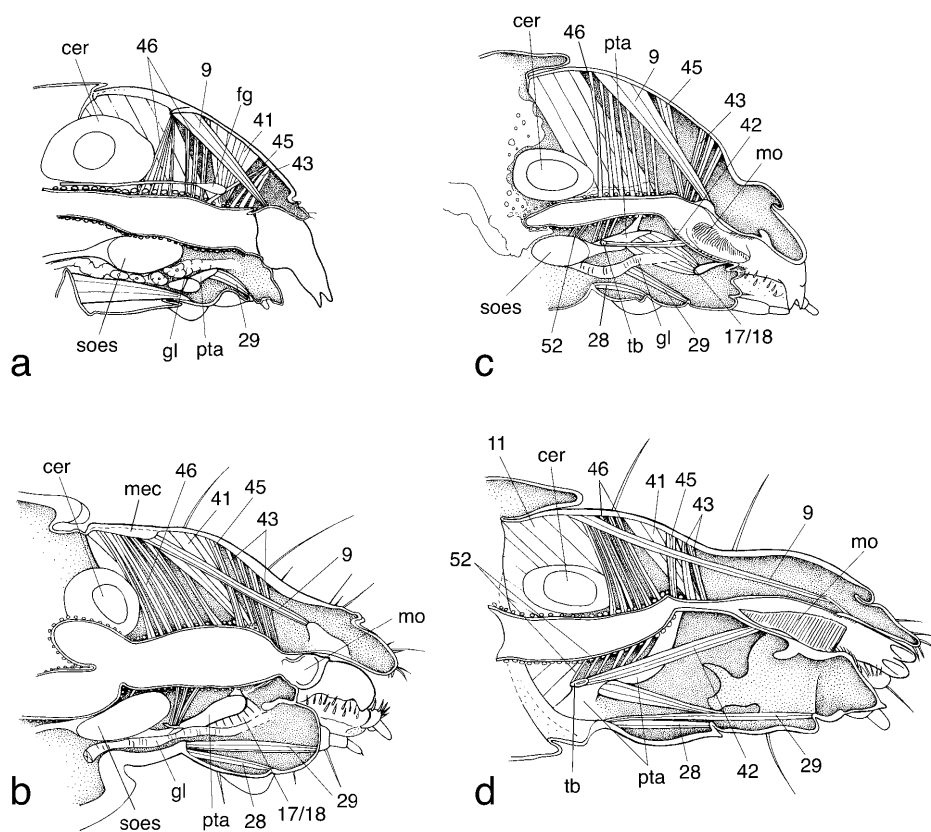 cer
46
9
fg
41
45
43
soes
gl
pta
29
a
cer
46
pta
9
45
43
42
mo
soes
52
28
tb
gl
29
17/18
c
cer
mec
46
41
45
43
9
mo
soes
gl
pta
28
17/18
29
b
11
cer
46
41
45
43
9
mo
52
tb
pta
28
42
29
d